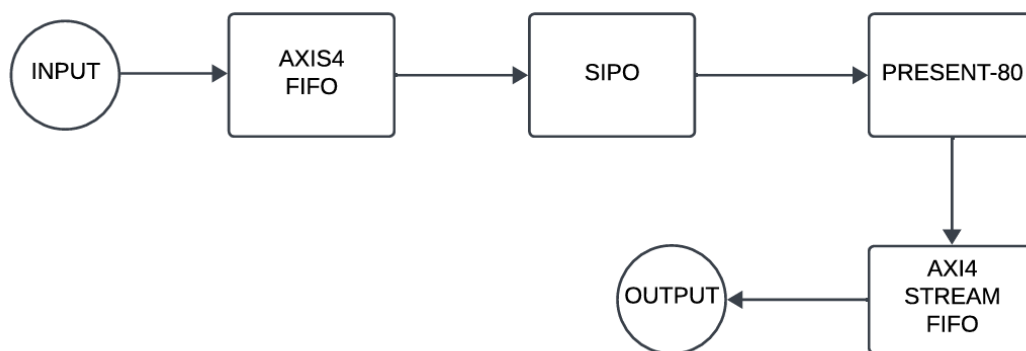 INPUT
AXIS4
FIFO
SIPO
PRESENT-80
OUTPUT
AXI4
STREAM
FIFO